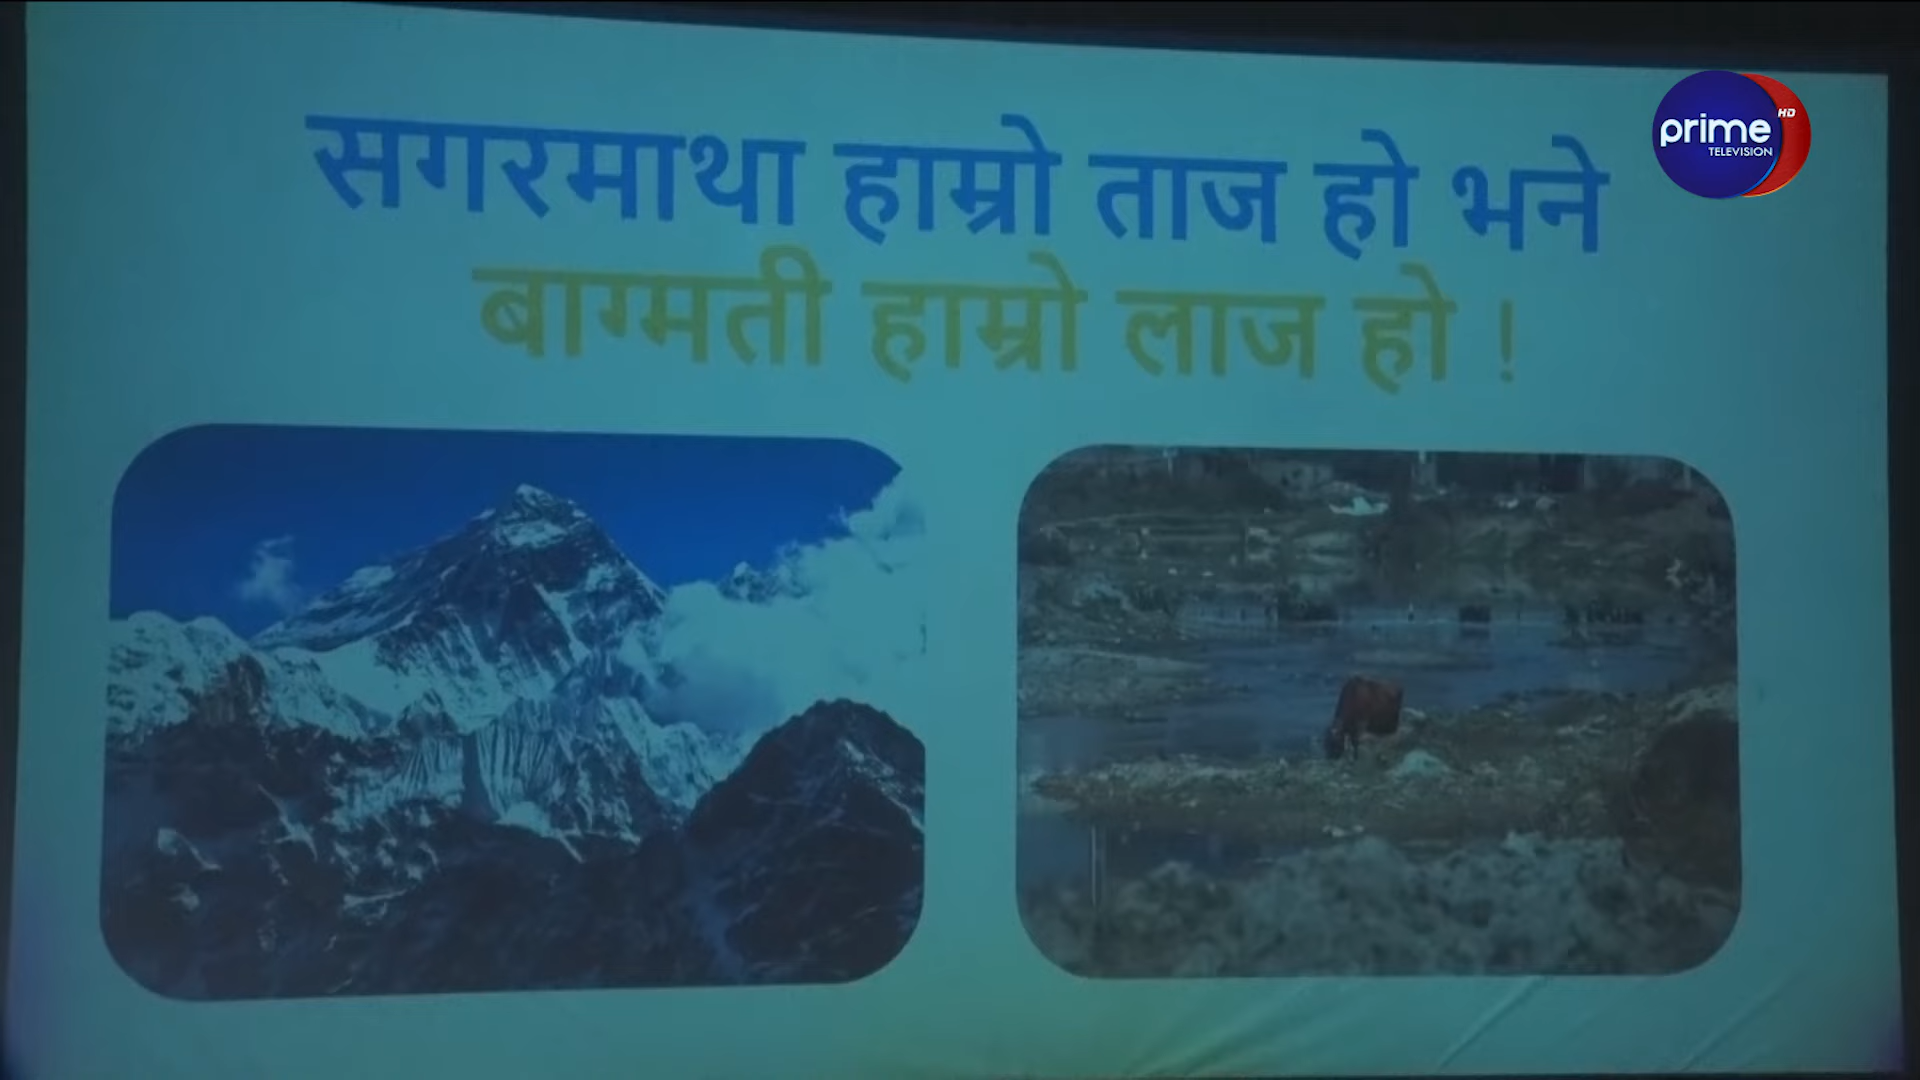 सगरमाथा हाम्रो ताज हो भने
बाग्मती हाम्रो लाज हो !
prime HD
TELEVISION